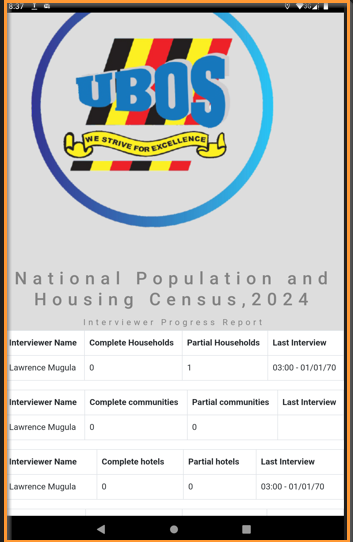 8:37
UBOS
WE STRIVE FOR EXCELLENCE
National Population and
Housing Census,2024
Interviewer Progress Report
Interviewer Name Complete Households Partial Households Last Interview
Lawrence Mugula 0 1 03:00 - 01/01/70
Interviewer Name Complete communities Partial communities Last Interview
Lawrence Mugula 0 0
Interviewer Name Complete hotels Partial hotels Last Interview
Lawrence Mugula 0 0 03:00 - 01/01/70